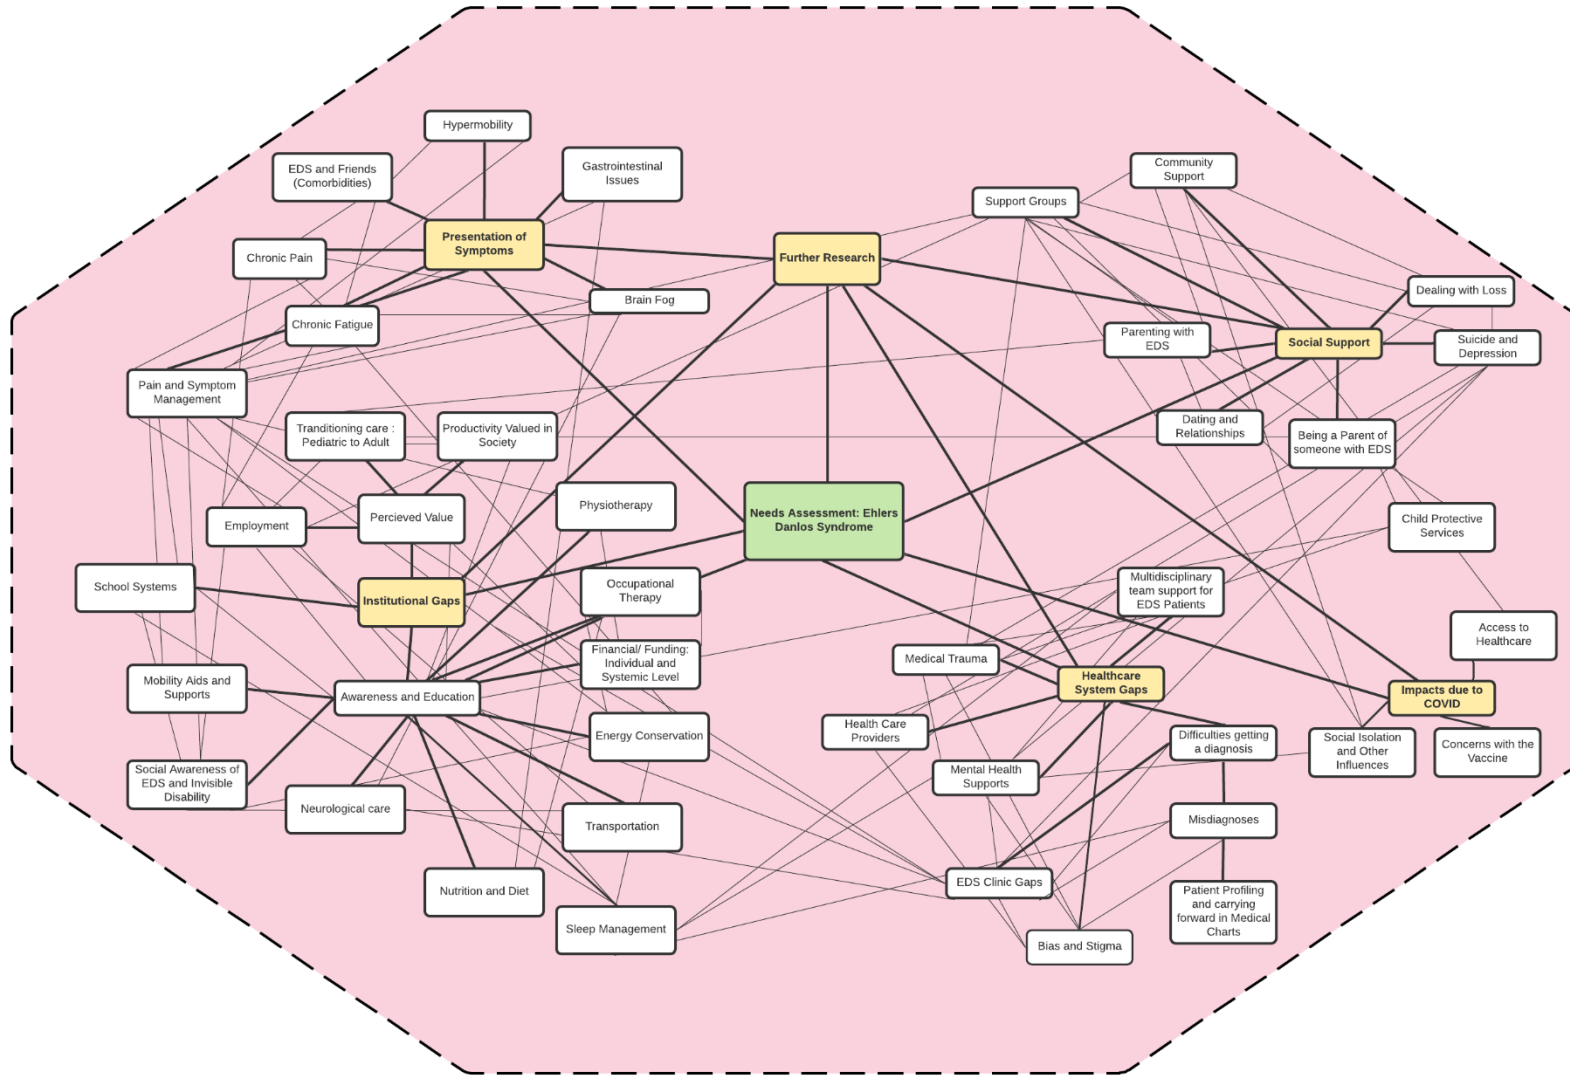 Hypermobility
EDS and Friends
(Comorbidities)
Gastrointestinal
Issues
Community
Support
Support Groups
Presentation of
Symptoms
Further Research
Chronic Pain
Brain Fog
Dealing with Loss
Chronic Fatigue
Parenting with
EDS
Social Support
Suicide and
Depression
Pain and Symptom
Management
Tranditioning care :
Pediatric to Adult
Productivity Valued in
Society
Dating and
Relationships
Being a Parent of
someone with EDS
Employment
Percieved Value
Physiotherapy
Needs Assessment: Ehlers
Danlos Syndrome
Child Protective
Services
School Systems
Institutional Gaps
Occupational
Therapy
Multidisciplinary
team support for
EDS Patients
Access to
Healthcare
Financial/ Funding:
Individual and
Systemic Level
Medical Trauma
Healthcare
System Gaps
Mobility Aids and
Supports
Awareness and Education
Impacts due to
COVID
Energy Conservation
Health Care
Providers
Difficulties getting
a diagnosis
Social Isolation
and Other
Influences
Concerns with the
Vaccine
Social Awareness of
EDS and Invisible
Disability
Neurological care
Mental Health
Supports
Transportation
Misdiagnoses
Nutrition and Diet
EDS Clinic Gaps
Patient Profiling
and carrying
forward in Medical
Charts
Sleep Management
Bias and Stigma